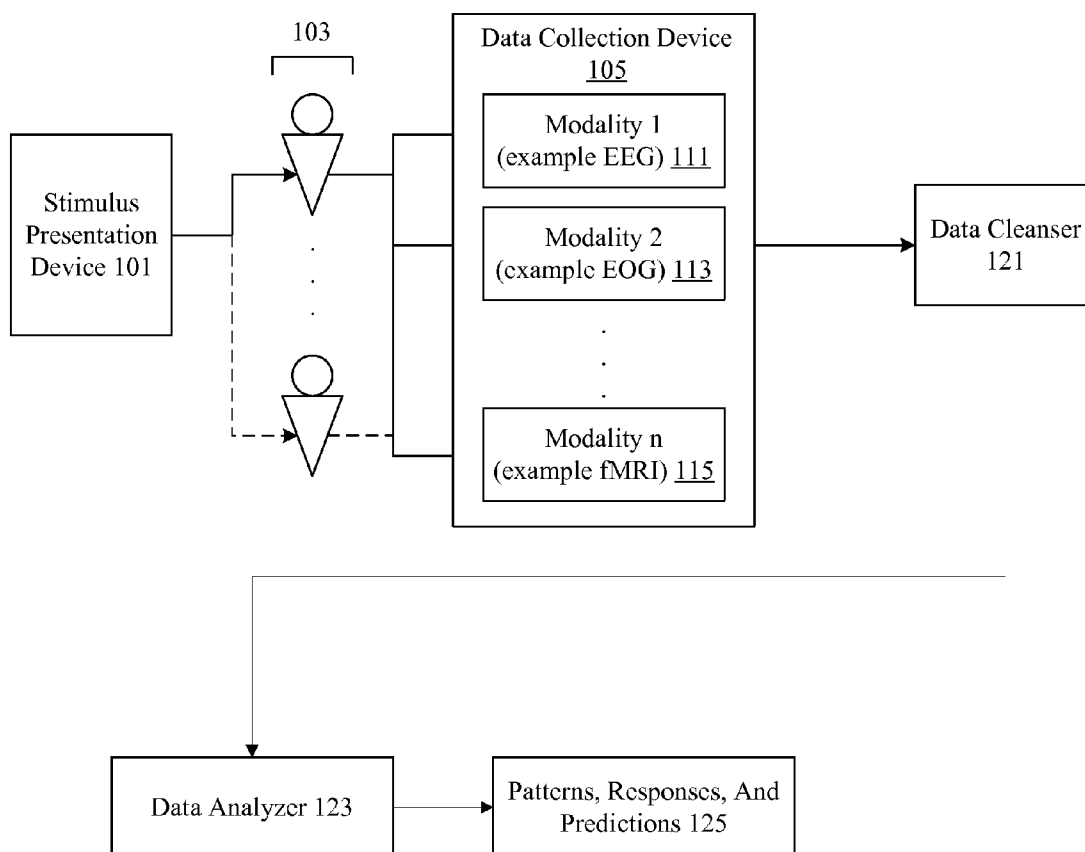 103
Data Collection Device
105
Modality 1
(example EEG) 111
Stimulus
Presentation
Device 101
Modality 2
(example EOG) 113
Data Cleanser
121
Modality n
(example fMRI) 115
Data Analyzer 123
Patterns, Responses, And
Predictions 125